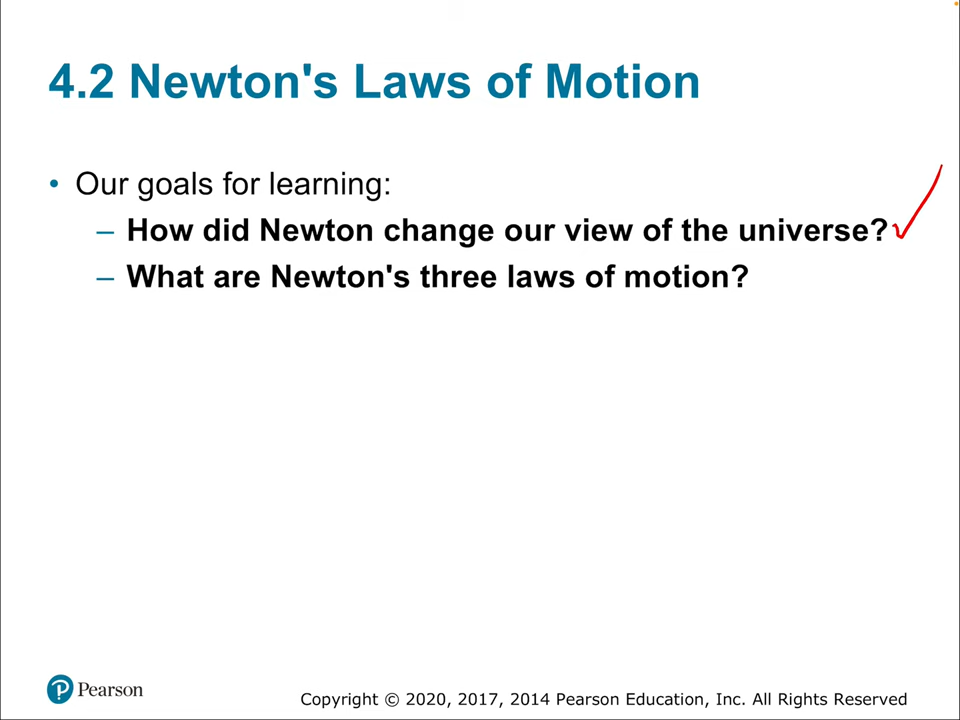 4.2 Newton's Laws of Motion
• Our goals for learning:
– How did Newton change our view of the universe?
– What are Newton's three laws of motion?
Pearson
Copyright © 2020, 2017, 2014 Pearson Education, Inc. All Rights Reserved